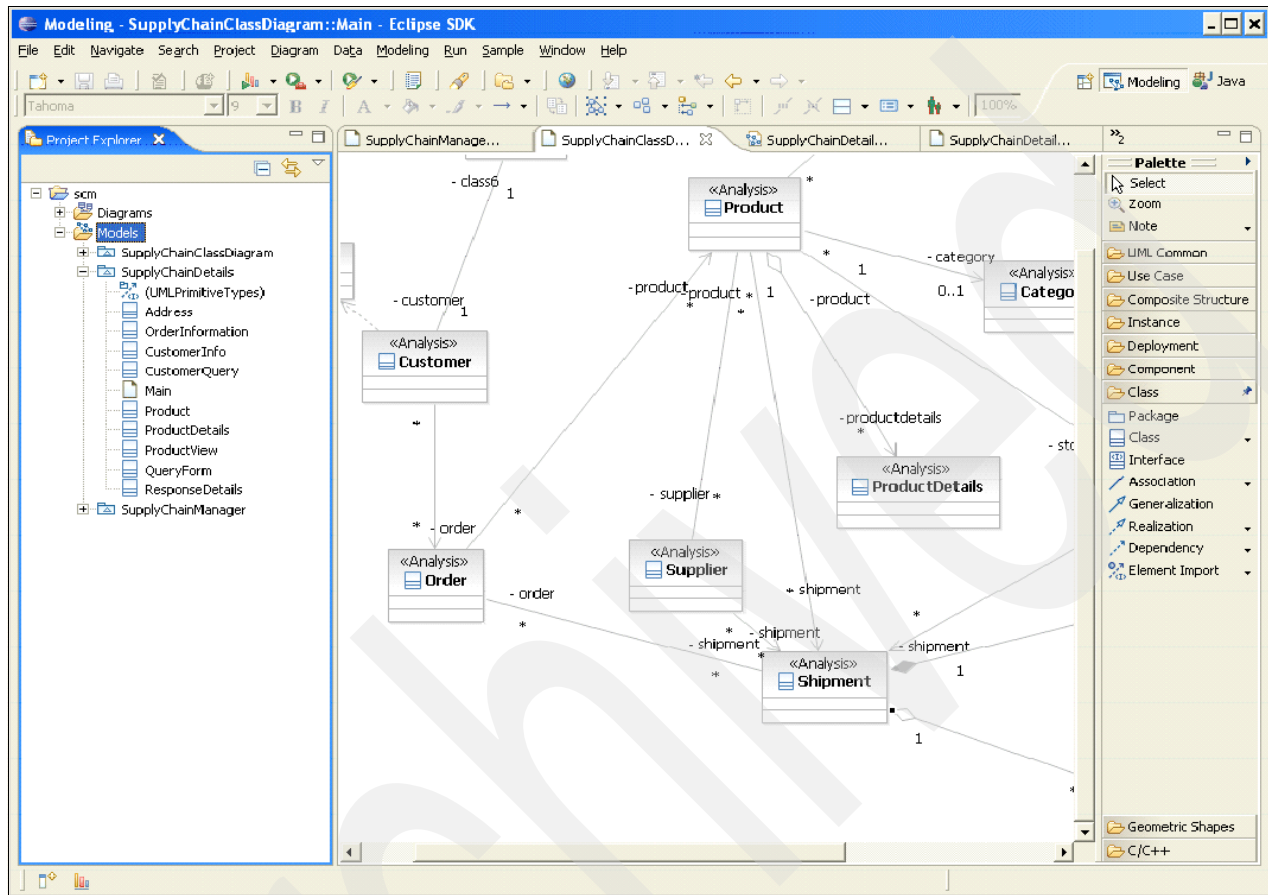 Modeling - SupplyChainClassDiagram::Main - Eclipse SDK
File Edit Navigate Search Project Diagram Data Modeling Run Sample Window Help
Modeling Java
Tahoma 9 B I A 100%
Project Explorer X
SupplyChainManage...
SupplyChainClassD...
SupplyChainDetail...
SupplyChainDetail...
»2
scm
Diagrams
Models
SupplyChainClassDiagram
SupplyChainDetails
(UMLPrimitiveTypes)
Address
OrderInformation
CustomerInfo
CustomerQuery
Main
Product
ProductDetails
ProductView
QueryForm
ResponseDetails
SupplyChainManager
- class6
1
«Analysis»
Product
*
*
1
- category
0..1
«Analysis»
Catego
- product
*
- product *
*
1
- product
- customer
1
«Analysis»
Customer
*
- productdetails
*
«Analysis»
ProductDetails
- sto
- supplier *
*
* - order
«Analysis»
Order
- order
*
«Analysis»
Supplier
* shipment
*
* - shipment
- shipment
*
*
- shipment
1
«Analysis»
Shipment
1
*
Palette
Select
Zoom
Note
UML Common
Use Case
Composite Structure
Instance
Deployment
Component
Class
Package
Class
Interface
Association
Generalization
Realization
Dependency
Element Import
Geometric Shapes
C/C++